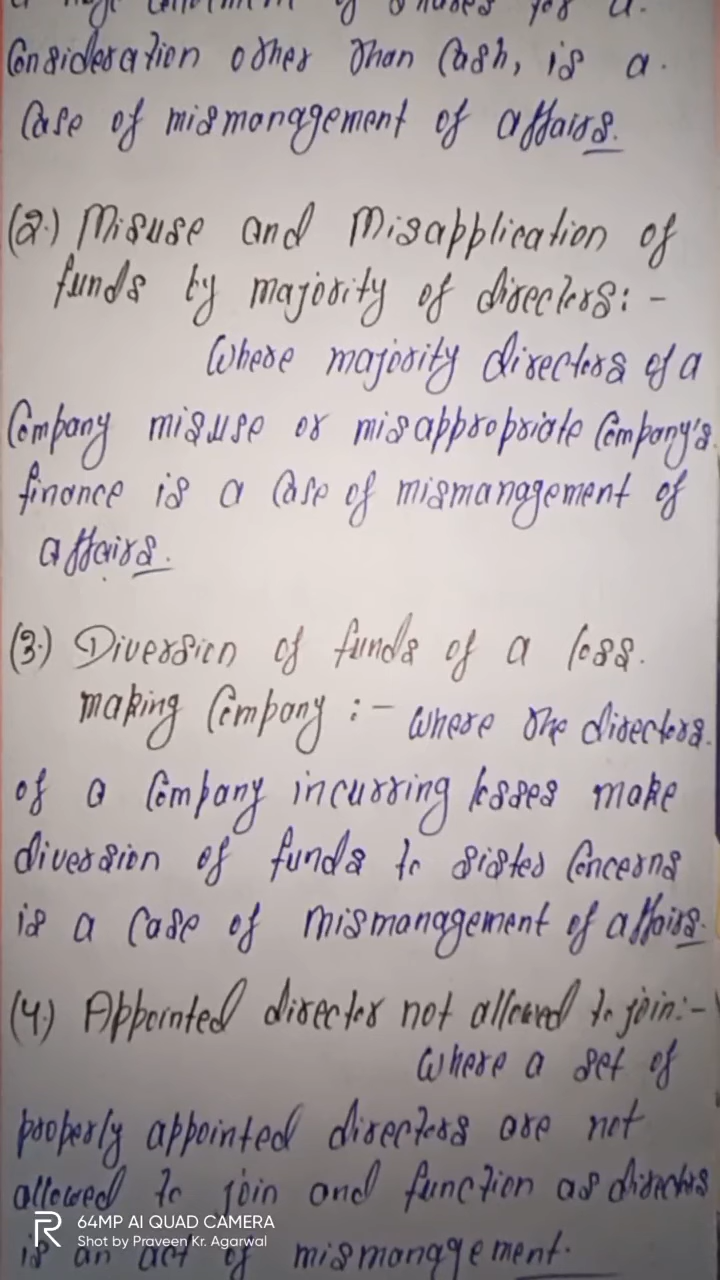 of shares for a.
Consideration other than Cash, is a.
Case of mismanagement of affairs.
(2.) Misuse and Misapplication of
funds by majority of directors: -
Where majority directors of a
Company misuse or misappropriate Company's
finance is a Case of mismanagement of
affairs.
(3.) Diversion of funds of a loss.
making Company :- where the directors.
of a Company incurring losses make
diversion of funds to sister Concerns
is a Case of mismanagement of affairs.
(4.) Appointed director not allowed to join:-
Where a set of
properly appointed directors are not
allowed to join and function as directors
is an act of mismanagement.
64MP AI QUAD CAMERA
Shot by Praveen Kr. Agarwal